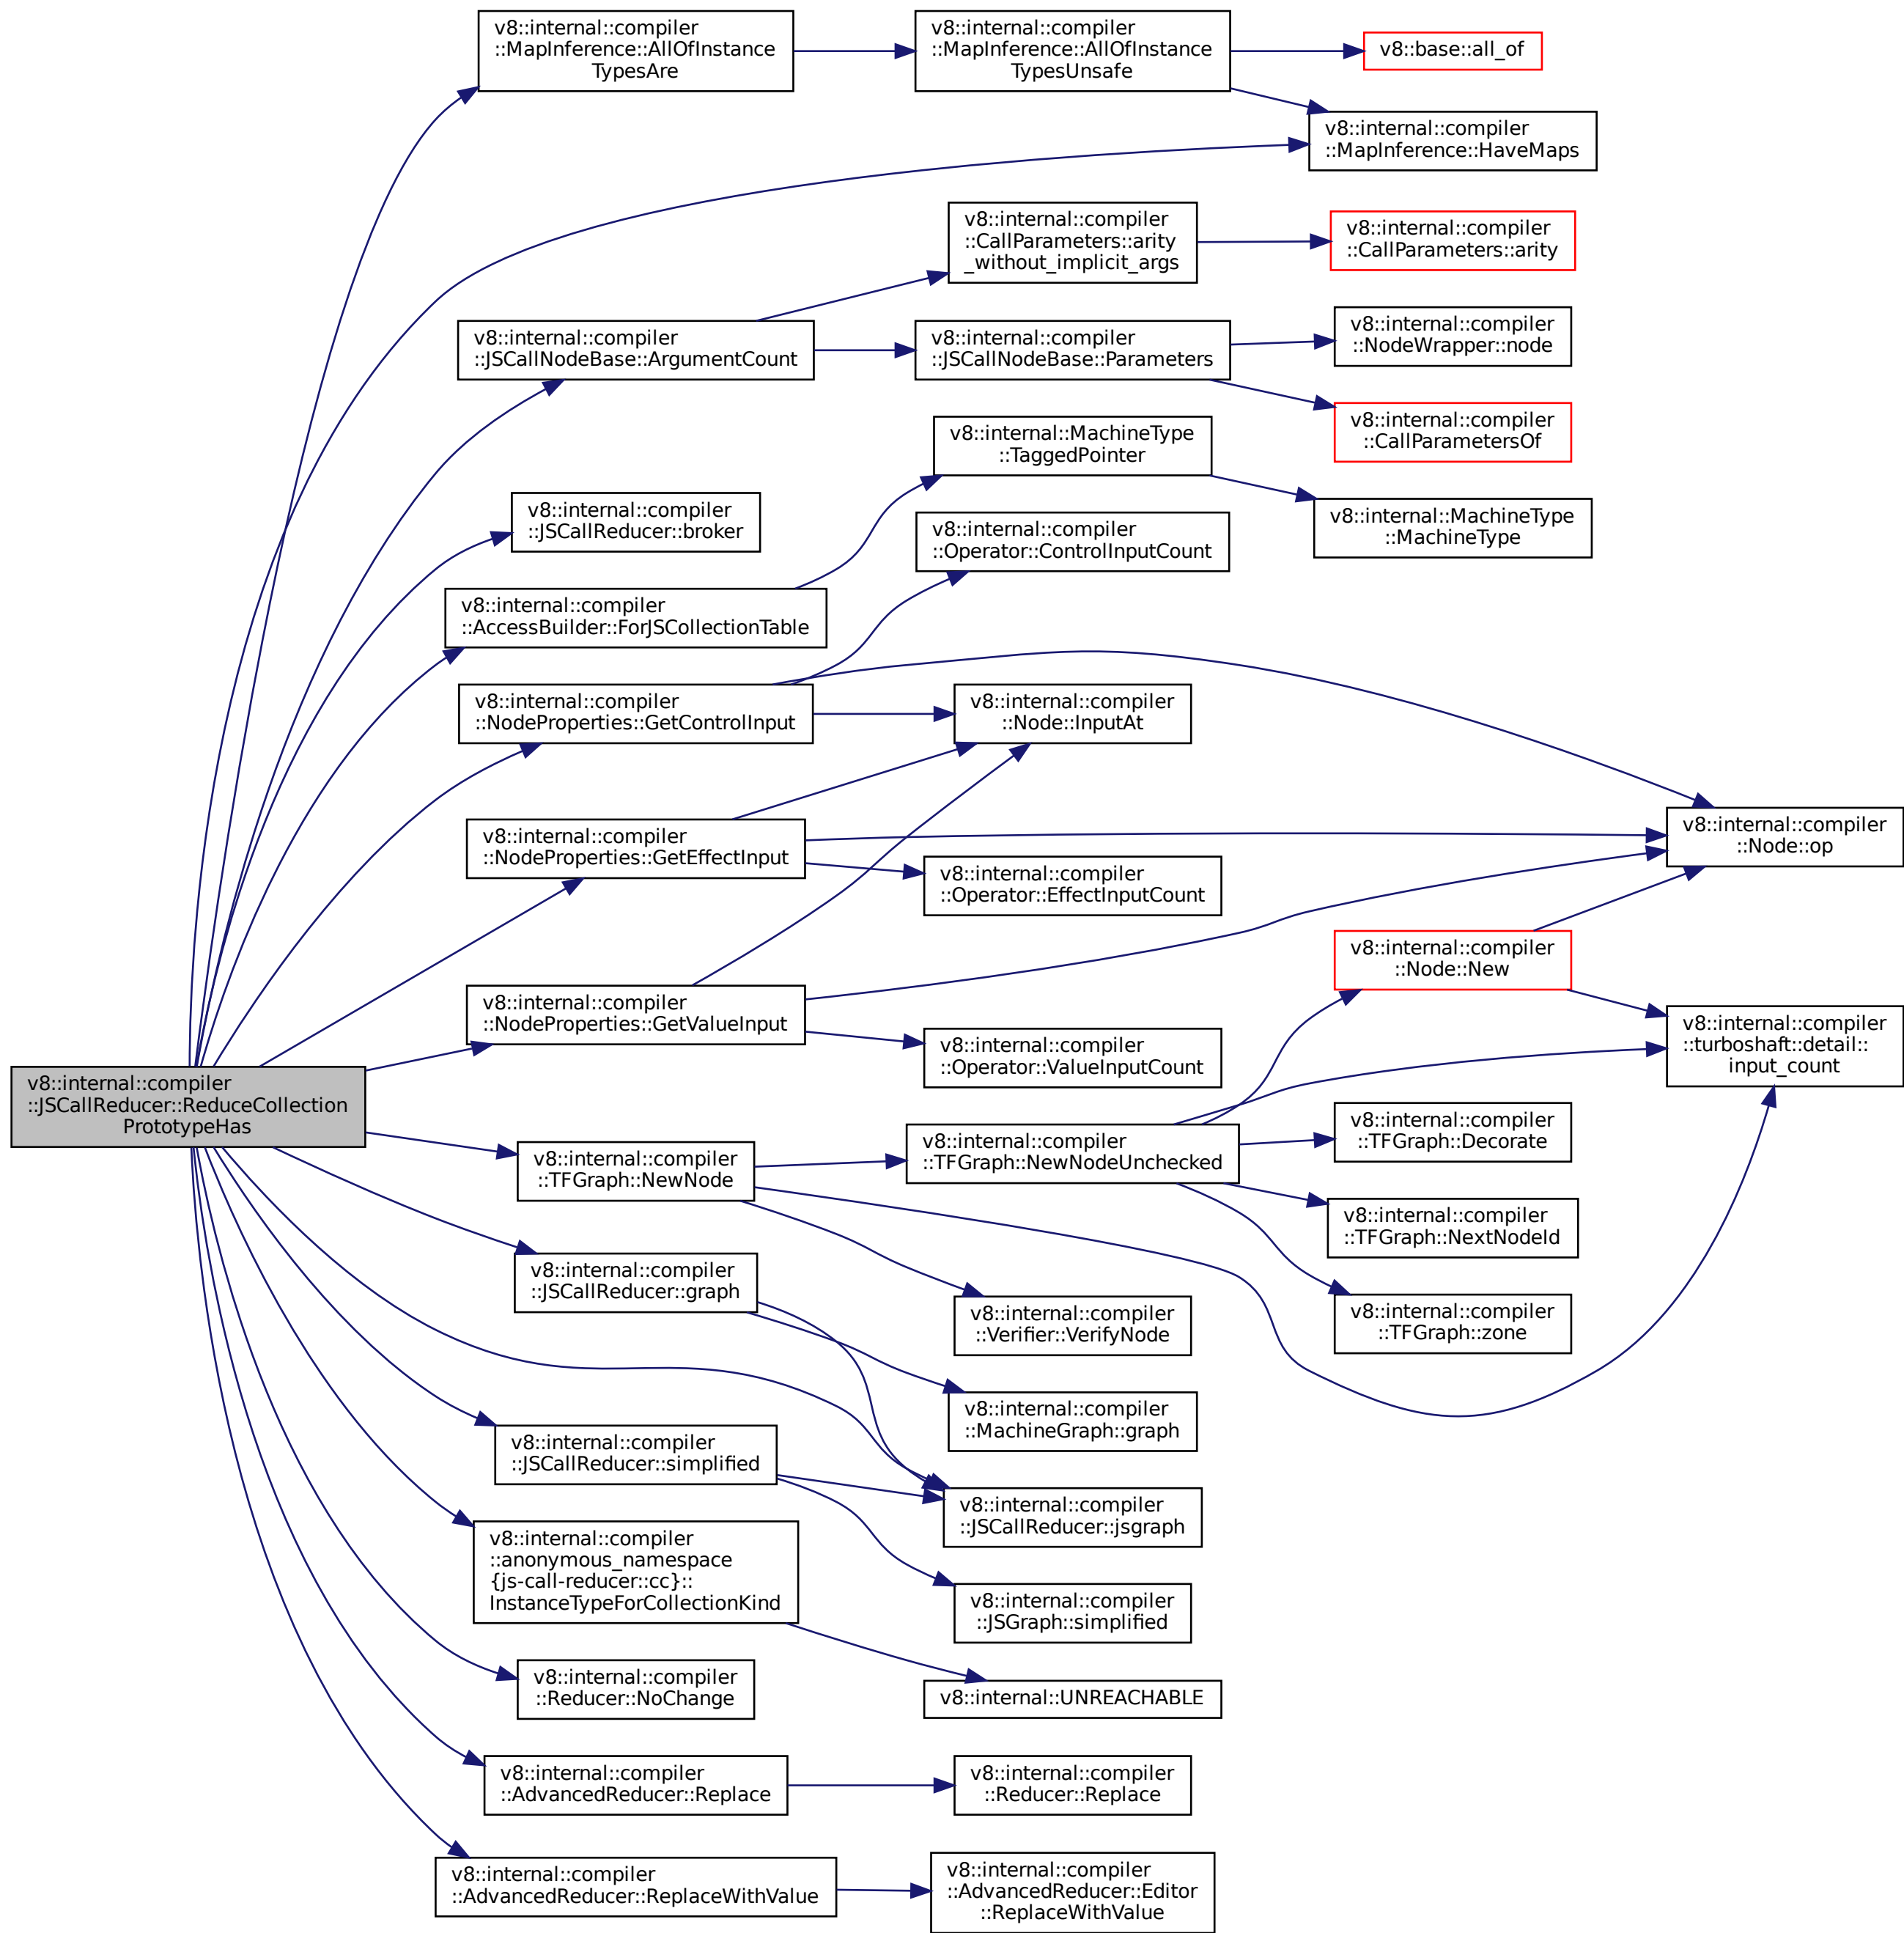 v8::internal::compiler
::JSCallReducer::ReduceCollection
PrototypeHas
v8::internal::compiler
::MapInference::AllOfInstance
TypesAre
v8::internal::compiler
::MapInference::AllOfInstance
TypesUnsafe
v8::base::all_of
v8::internal::compiler
::MapInference::HaveMaps
v8::internal::compiler
::JSCallNodeBase::ArgumentCount
v8::internal::compiler
::CallParameters::arity
_without_implicit_args
v8::internal::compiler
::CallParameters::arity
v8::internal::compiler
::JSCallNodeBase::Parameters
v8::internal::compiler
::NodeWrapper::node
v8::internal::compiler
::CallParametersOf
v8::internal::compiler
::JSCallReducer::broker
v8::internal::compiler
::AccessBuilder::ForJSCollectionTable
v8::internal::MachineType
::TaggedPointer
v8::internal::MachineType
::MachineType
v8::internal::compiler
::NodeProperties::GetControlInput
v8::internal::compiler
::Operator::ControlInputCount
v8::internal::compiler
::Node::InputAt
v8::internal::compiler
::Node::op
v8::internal::compiler
::NodeProperties::GetEffectInput
v8::internal::compiler
::Operator::EffectInputCount
v8::internal::compiler
::NodeProperties::GetValueInput
v8::internal::compiler
::Operator::ValueInputCount
v8::internal::compiler
::TFGraph::NewNode
v8::internal::compiler
::TFGraph::NewNodeUnchecked
v8::internal::compiler
::Node::New
v8::internal::compiler
::turboshaft::detail::
input_count
v8::internal::compiler
::TFGraph::Decorate
v8::internal::compiler
::TFGraph::NextNodeId
v8::internal::compiler
::TFGraph::zone
v8::internal::compiler
::Verifier::VerifyNode
v8::internal::compiler
::JSCallReducer::graph
v8::internal::compiler
::MachineGraph::graph
v8::internal::compiler
::JSCallReducer::jsgraph
v8::internal::compiler
::JSCallReducer::simplified
v8::internal::compiler
::JSGraph::simplified
v8::internal::compiler
::anonymous_namespace
{js-call-reducer::cc}::
InstanceTypeForCollectionKind
v8::internal::UNREACHABLE
v8::internal::compiler
::Reducer::NoChange
v8::internal::compiler
::AdvancedReducer::Replace
v8::internal::compiler
::Reducer::Replace
v8::internal::compiler
::AdvancedReducer::ReplaceWithValue
v8::internal::compiler
::AdvancedReducer::Editor
::ReplaceWithValue